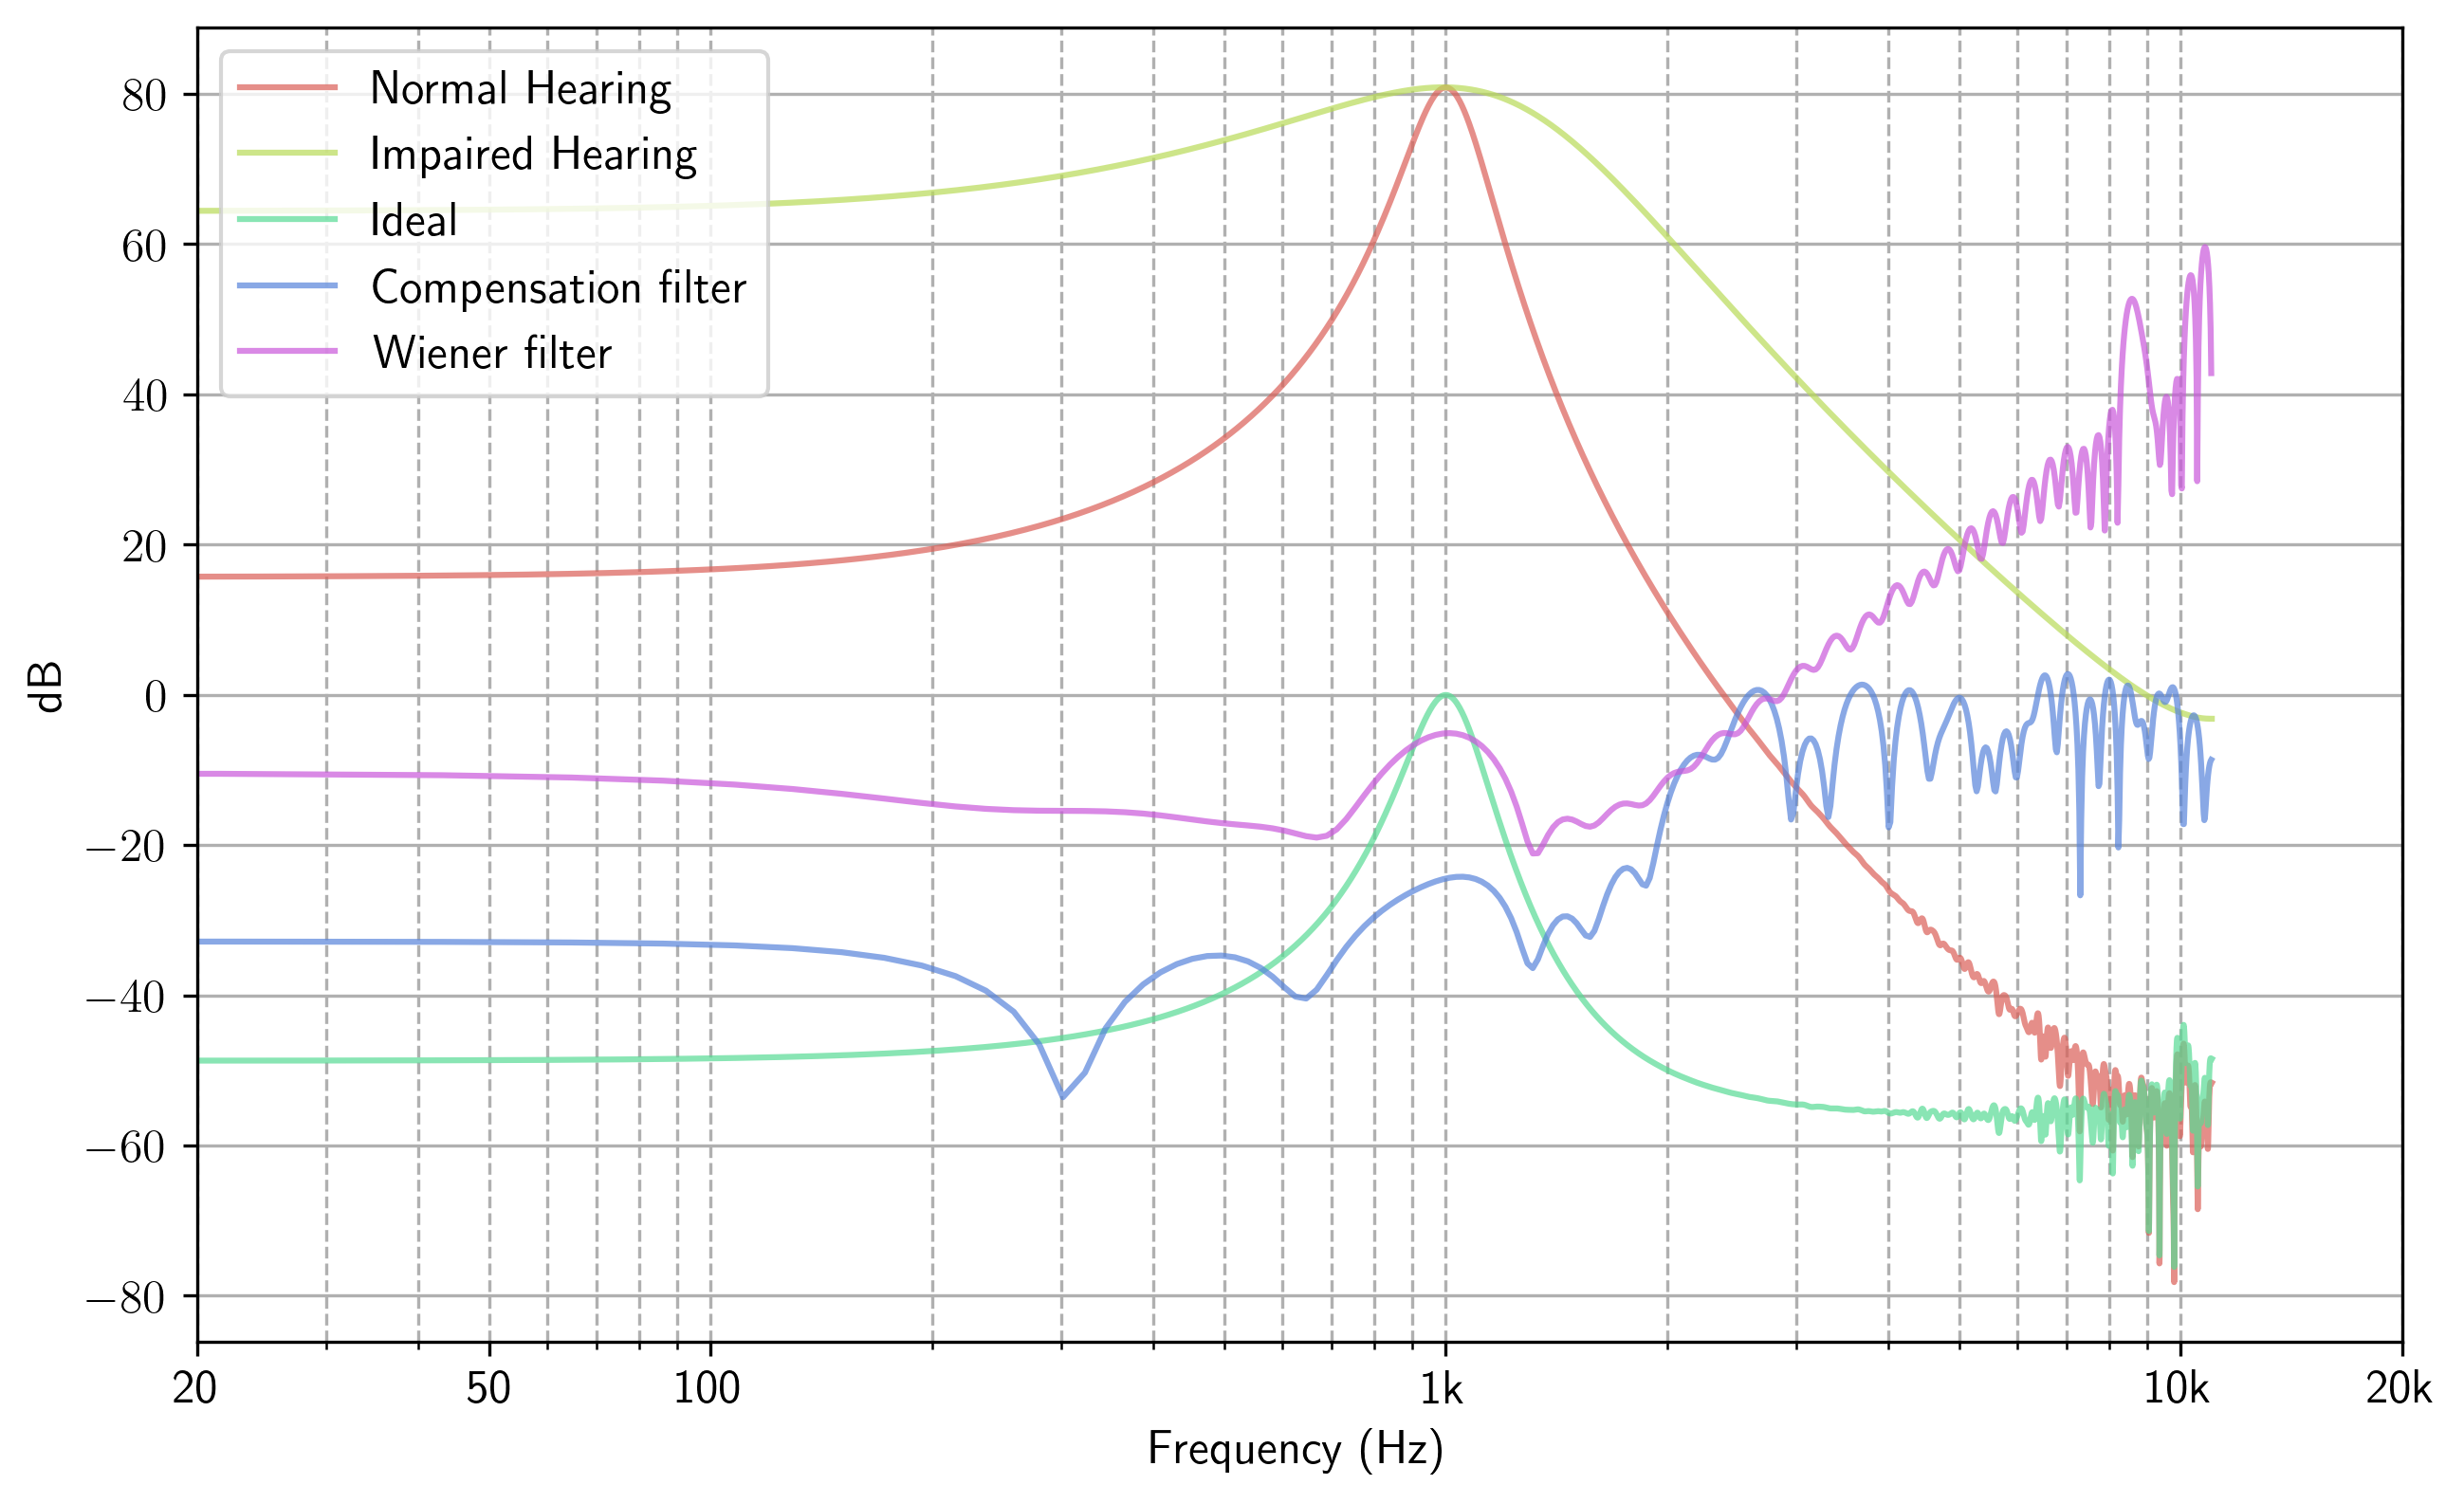 Normal Hearing
Impaired Hearing
Ideal
Compensation filter
Wiener filter
80
60
40
20
0
−20
−40
−60
−80
dB
20 50 100 1k 10k 20k
Frequency (Hz)